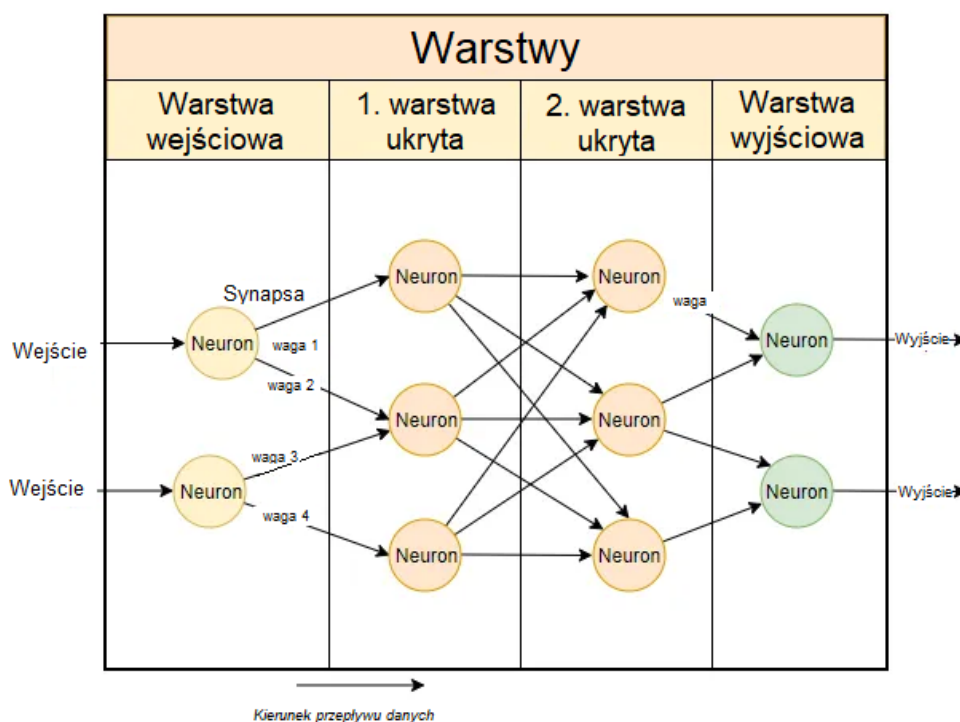 Warstwy
Warstwa
wejściowa
1. warstwa
ukryta
2. warstwa
ukryta
Warstwa
wyjściowa
Neuron
Neuron
Synapsa
waga
Wejście
Neuron
waga 1
Neuron
Wyjście
waga 2
Neuron
Neuron
waga 3
Wejście
Neuron
Neuron
Wyjście
waga 4
Neuron
Neuron
Kierunek przepływu danych